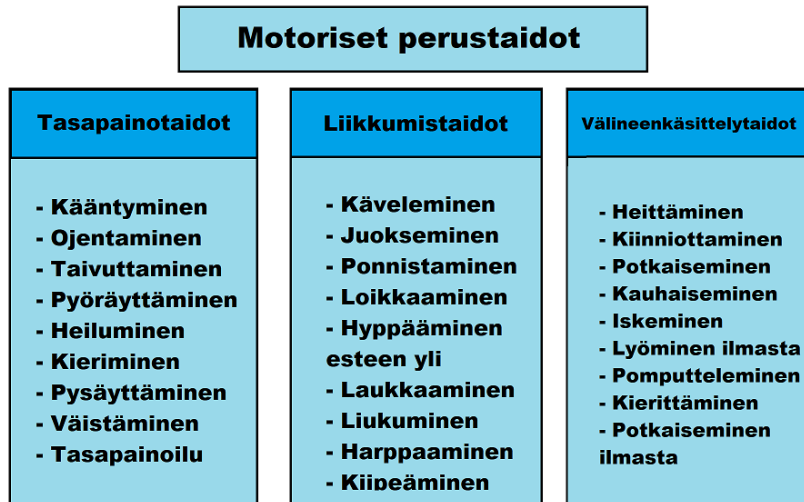 Motoriset perustaidot
Tasapainotaidot
- Kääntyminen
- Ojentaminen
- Taivuttaminen
- Pyöräyttäminen
- Heiluminen
- Kieriminen
- Pysäyttäminen
- Väistäminen
- Tasapainoilu
Liikkumistaidot
- Käveleminen
- Juokseminen
- Ponnistaminen
- Loikkaaminen
- Hyppääminen
esteen yli
- Laukkaaminen
- Liukuminen
- Harppaaminen
- Kiipeäminen
Välineenkäsittelytaidot
- Heittäminen
- Kiinniottaminen
- Potkaiseminen
- Kauhaiseminen
- Iskeminen
- Lyöminen ilmasta
- Pomputteleminen
- Kierittäminen
- Potkaiseminen
ilmasta